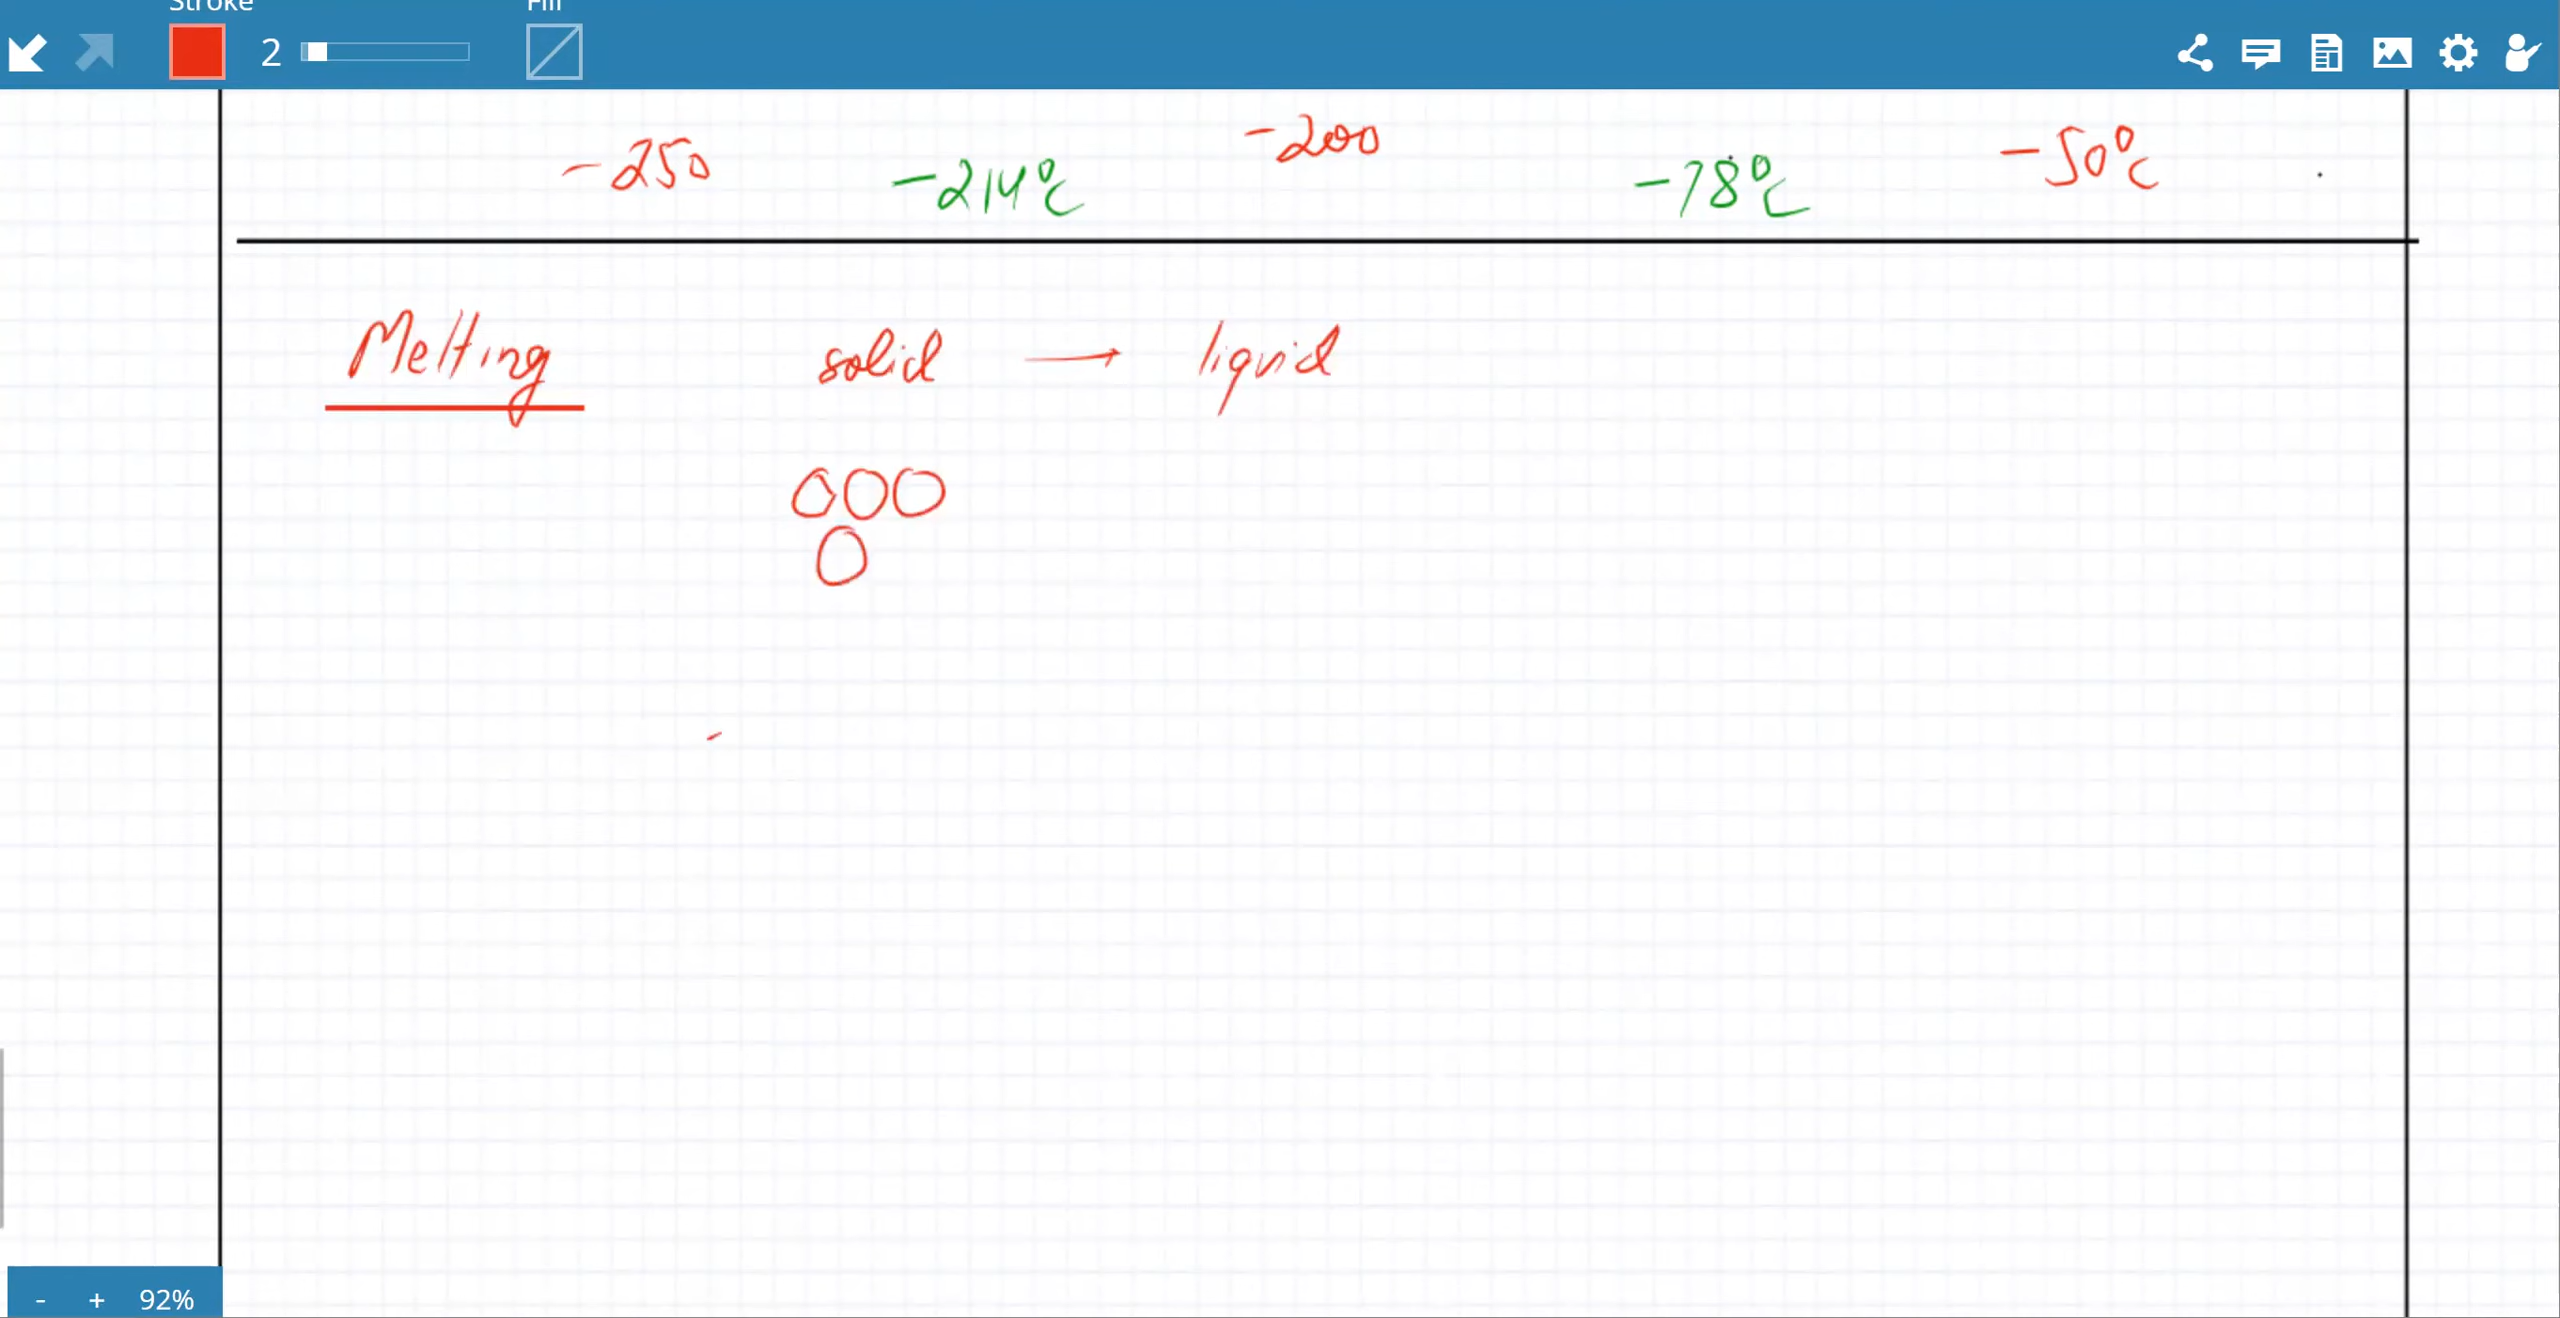 Stroke Fill
2
-250 -214°C -200 -78°C -50°C
Melting solid → liquid
- + 92%